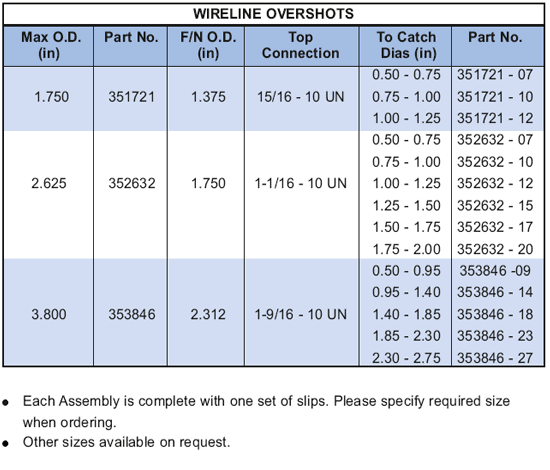 WIRELINE OVERSHOTS
Max O.D. (in) Part No. F/N O.D. (in) Top Connection To Catch Dias (in) Part No.
0.50 - 0.75 351721 - 07
1.750 351721 1.375 15/16 - 10 UN 0.75 - 1.00 351721 - 10
1.00 - 1.25 351721 - 12
0.50 - 0.75 352632 - 07
0.75 - 1.00 352632 - 10
2.625 352632 1.750 1-1/16 - 10 UN 1.00 - 1.25 352632 - 12
1.25 - 1.50 352632 - 15
1.50 - 1.75 352632 - 17
1.75 - 2.00 352632 - 20
0.50 - 0.95 353846 -09
0.95 - 1.40 353846 - 14
3.800 353846 2.312 1-9/16 - 10 UN 1.40 - 1.85 353846 - 18
1.85 - 2.30 353846 - 23
2.30 - 2.75 353846 - 27
● Each Assembly is complete with one set of slips. Please specify required size
when ordering.
● Other sizes available on request.